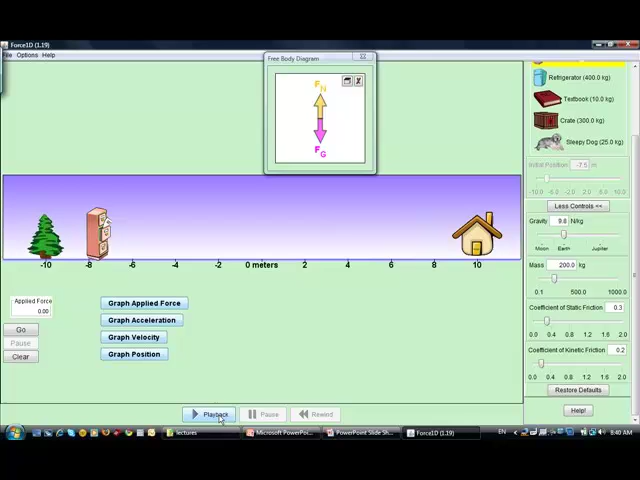 Force1D (1.19)
File Options Help
Free Body Diagram
FN
FG
Refrigerator (400.0 kg)
Textbook (10.0 kg)
Crate (300.0 kg)
Sleepy Dog (25.0 kg)
Initial Position -7.5 m
-10.0 -6.0 -2.0 2.0 6.0 10.0
Less Controls <<
Gravity 9.8 N/kg
Moon Earth Jupiter
Mass 200.0 kg
0.1 500.0 1000.0
Coefficient of Static Friction 0.3
0.0 0.4 0.8 1.2 1.6 2.0
Coefficient of Kinetic Friction 0.2
0.0 0.4 0.8 1.2 1.6 2.0
Restore Defaults
Help!
-10 -8 -6 -4 -2 0 meters 2 4 6 8 10
Applied Force
0.00
Go
Pause
Clear
Graph Applied Force
Graph Acceleration
Graph Velocity
Graph Position
Playback Pause Rewind
lectures Microsoft PowerPoi... PowerPoint Slide Sh... Force1D (1.19) EN 8:40 AM